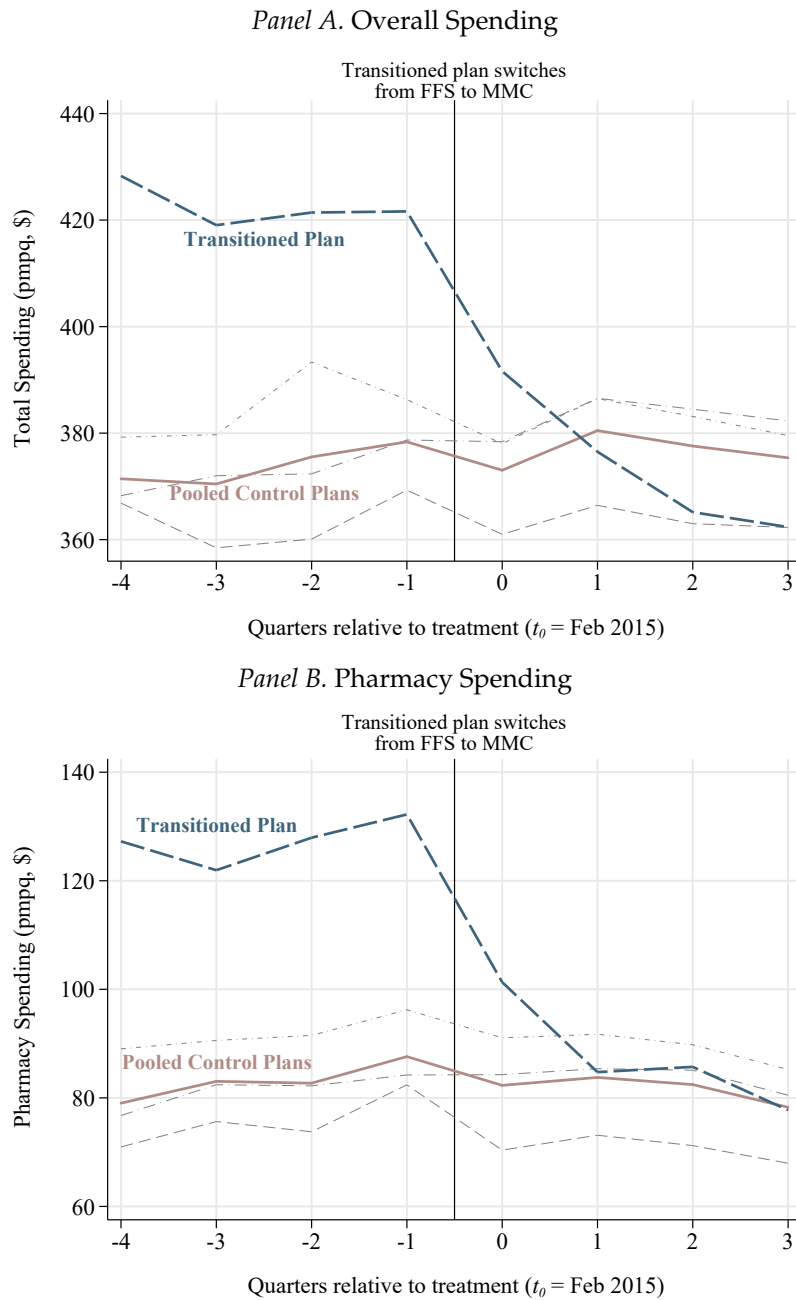 Panel A. Overall Spending
Transitioned plan switches
from FFS to MMC
Total Spending (pmpq, $)
440
420
400
380
360
Transitioned Plan
Pooled Control Plans
-4 -3 -2 -1 0 1 2 3
Quarters relative to treatment (t0 = Feb 2015)
Panel B. Pharmacy Spending
Transitioned plan switches
from FFS to MMC
Pharmacy Spending (pmpq, $)
140
120
100
80
60
Transitioned Plan
Pooled Control Plans
-4 -3 -2 -1 0 1 2 3
Quarters relative to treatment (t0 = Feb 2015)